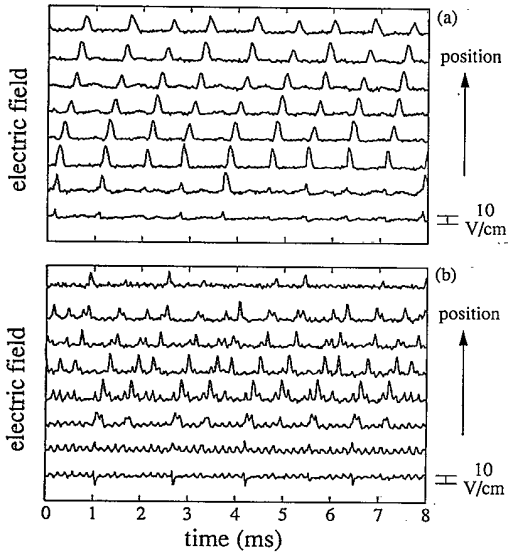 (a)
position
electric field
10
V/cm
(b)
position
electric field
10
V/cm
0 1 2 3 4 5 6 7 8
time (ms)